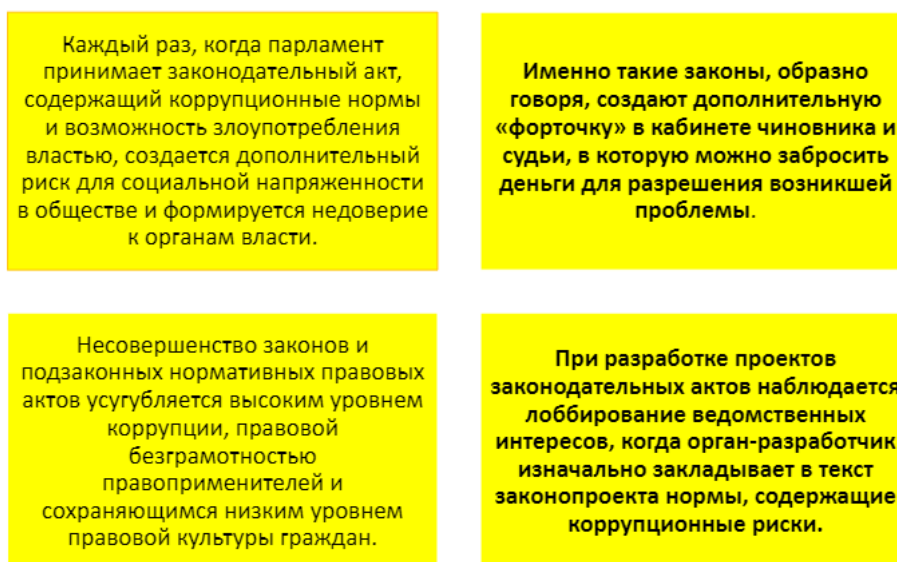 Каждый раз, когда парламент
принимает законодательный акт,
содержащий коррупционные нормы
и возможность злоупотребления
властью, создается дополнительный
риск для социальной напряженности
в обществе и формируется недоверие
к органам власти.
Именно такие законы, образно
говоря, создают дополнительную
«форточку» в кабинете чиновника и
судьи, в которую можно забросить
деньги для разрешения возникшей
проблемы.
Несовершенство законов и
подзаконных нормативных правовых
актов усугубляется высоким уровнем
коррупции, правовой
безграмотностью
правоприменителей и
сохраняющимся низким уровнем
правовой культуры граждан.
При разработке проектов
законодательных актов наблюдается
лоббирование ведомственных
интересов, когда орган-разработчик
изначально закладывает в текст
законопроекта нормы, содержащие
коррупционные риски.